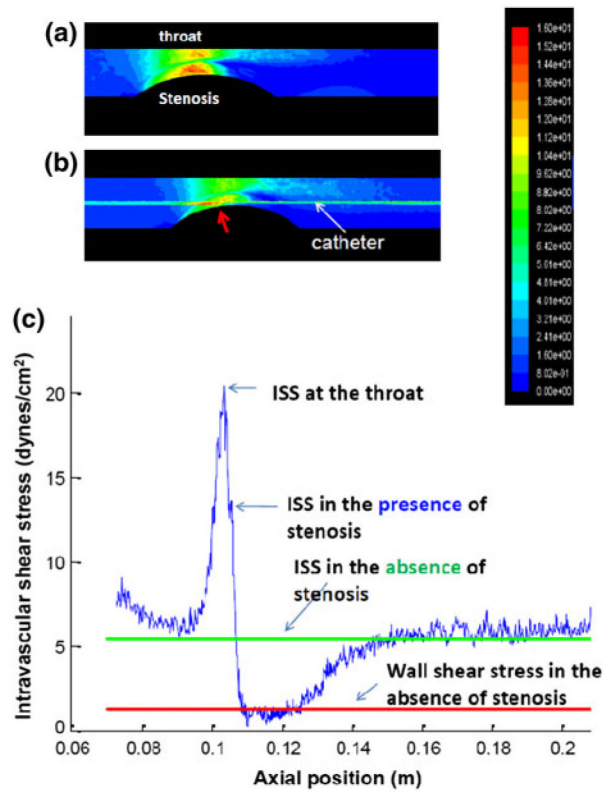 (a)
throat
Stenosis
(b)
catheter
1.60e+01
1.52e+01
1.44e+01
1.36e+01
1.28e+01
1.20e+01
1.12e+01
1.04e+01
9.62e+00
8.82e+00
8.02e+00
7.22e+00
6.42e+00
5.61e+00
4.81e+00
4.01e+00
3.21e+00
2.41e+00
1.60e+00
8.02e-01
0.00e+00
(c)
Intravascular shear stress (dynes/cm²)
20
15
10
5
0
ISS at the throat
ISS in the presence of
stenosis
ISS in the absence of
stenosis
Wall shear stress in the
absence of stenosis
0.06
0.08
0.1
0.12
0.14
0.16
0.18
0.2
Axial position (m)